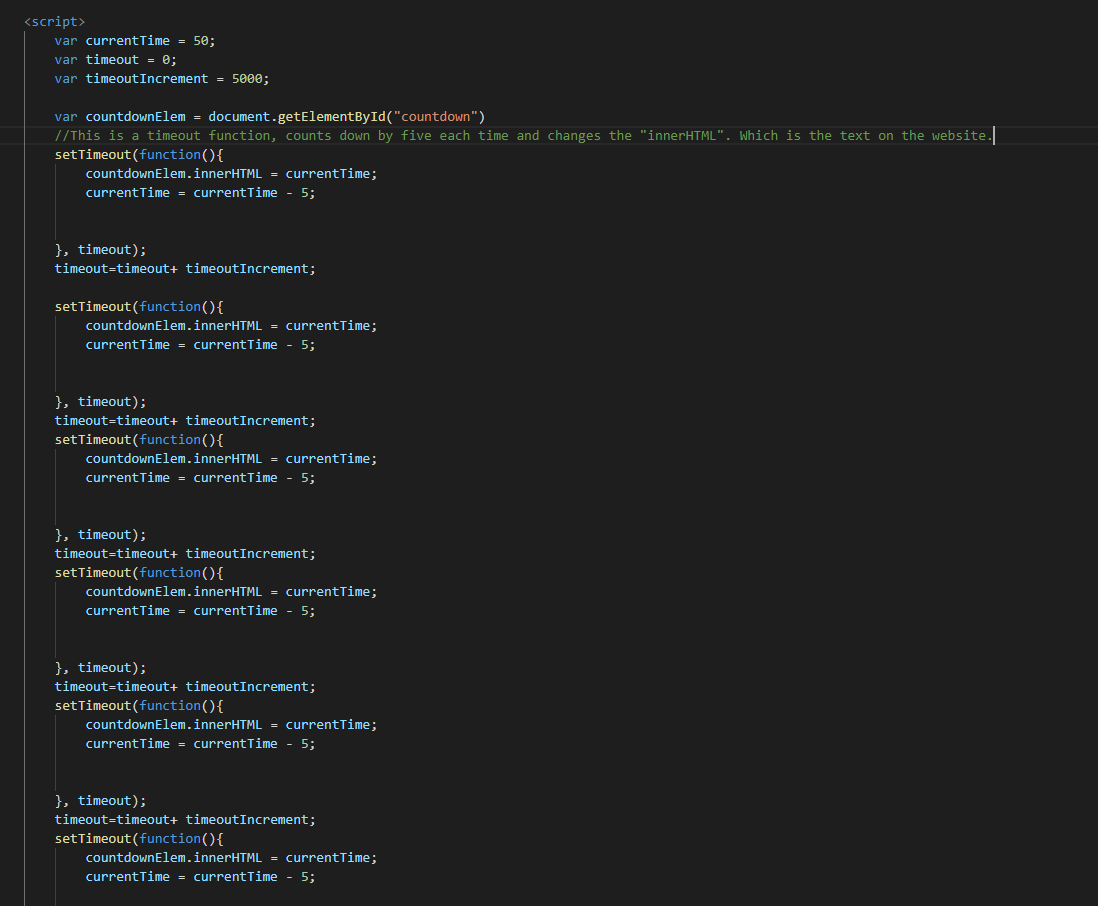 <script>
var currentTime = 50;
var timeout = 0;
var timeoutIncrement = 5000;
var countdownElem = document.getElementById("countdown")
//This is a timeout function, counts down by five each time and changes the "innerHTML". Which is the text on the website.
setTimeout(function(){
countdownElem.innerHTML = currentTime;
currentTime = currentTime - 5;
}, timeout);
timeout=timeout+ timeoutIncrement;
setTimeout(function(){
countdownElem.innerHTML = currentTime;
currentTime = currentTime - 5;
}, timeout);
timeout=timeout+ timeoutIncrement;
setTimeout(function(){
countdownElem.innerHTML = currentTime;
currentTime = currentTime - 5;
}, timeout);
timeout=timeout+ timeoutIncrement;
setTimeout(function(){
countdownElem.innerHTML = currentTime;
currentTime = currentTime - 5;
}, timeout);
timeout=timeout+ timeoutIncrement;
setTimeout(function(){
countdownElem.innerHTML = currentTime;
currentTime = currentTime - 5;
}, timeout);
timeout=timeout+ timeoutIncrement;
setTimeout(function(){
countdownElem.innerHTML = currentTime;
currentTime = currentTime - 5;